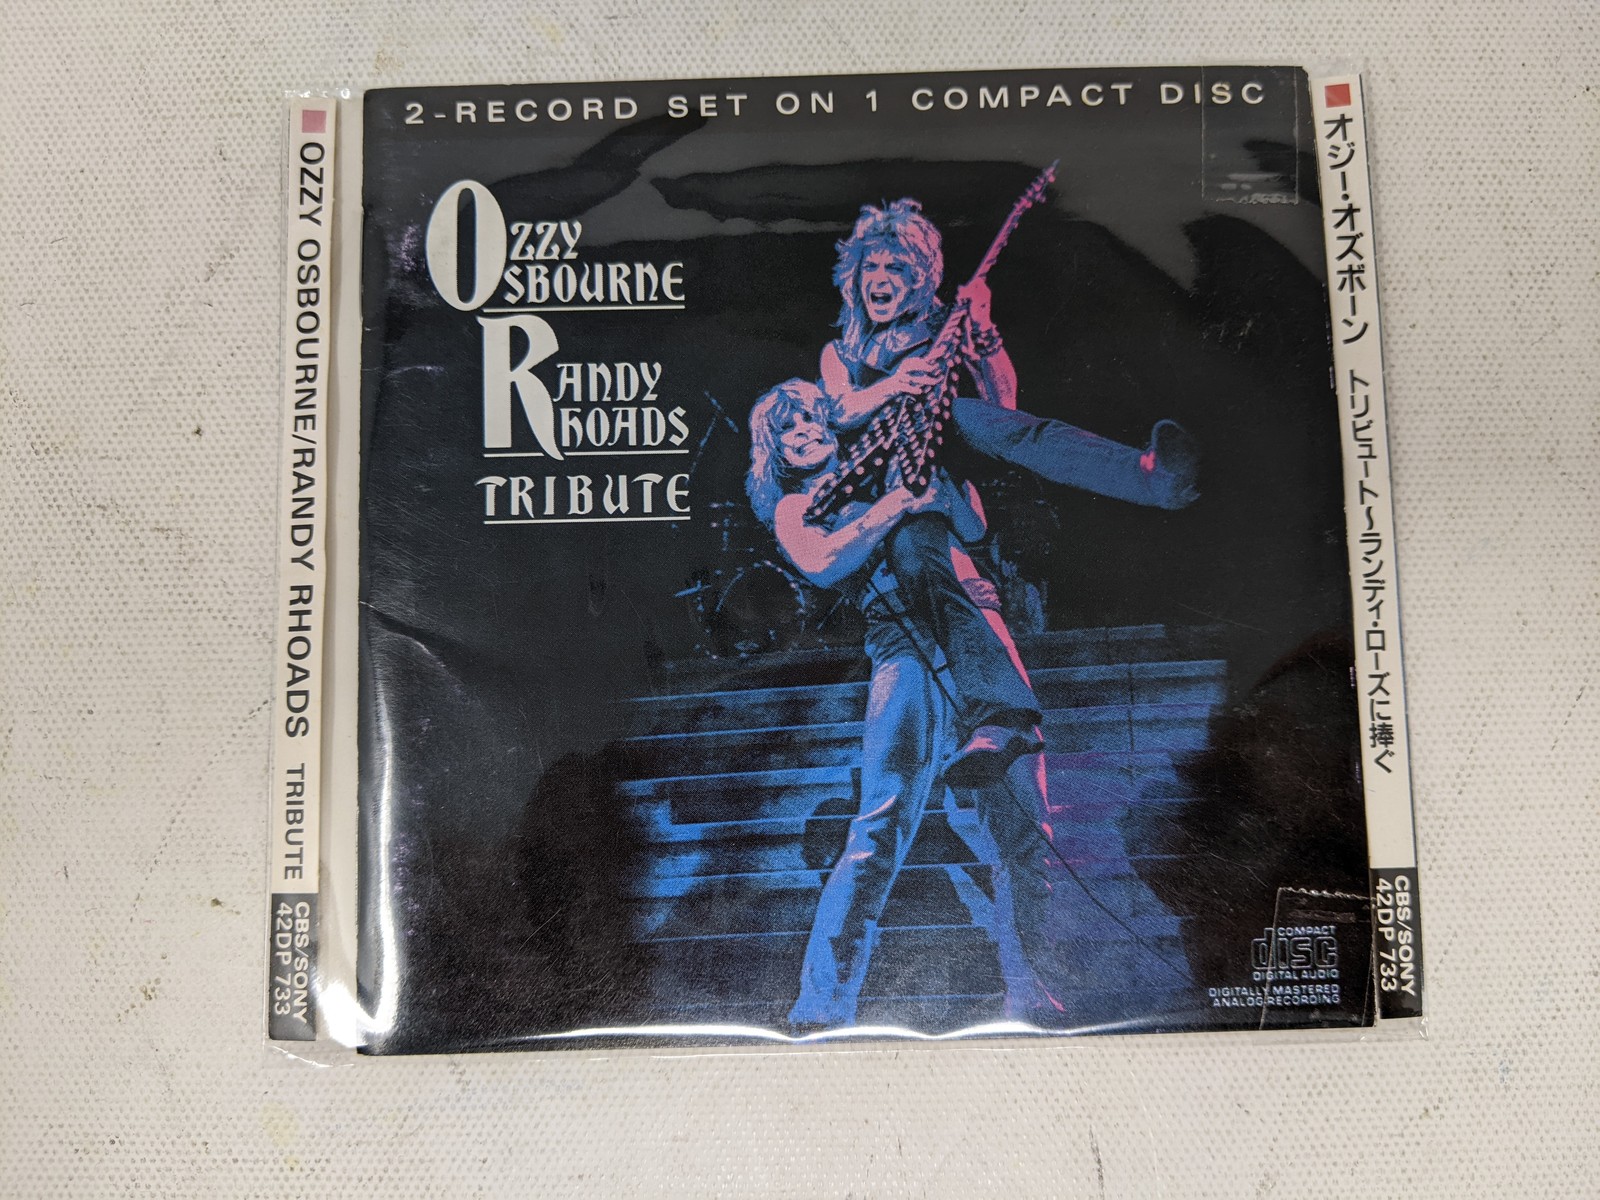 2-RECORD SET ON 1 COMPACT DISC
OZZY
OSBOURNE
RANDY
RHOADS
TRIBUTE
COMPACT
disc
DIGITAL AUDIO
DIGITALLY MASTERED
ANALOG RECORDING
OZZY OSBOURNE/RANDY RHOADS TRIBUTE
CBS/SONY
42DP 733
オジー・オズボーン トリビュート〜ランディ・ローズに捧ぐ
CBS/SONY
42DP 733